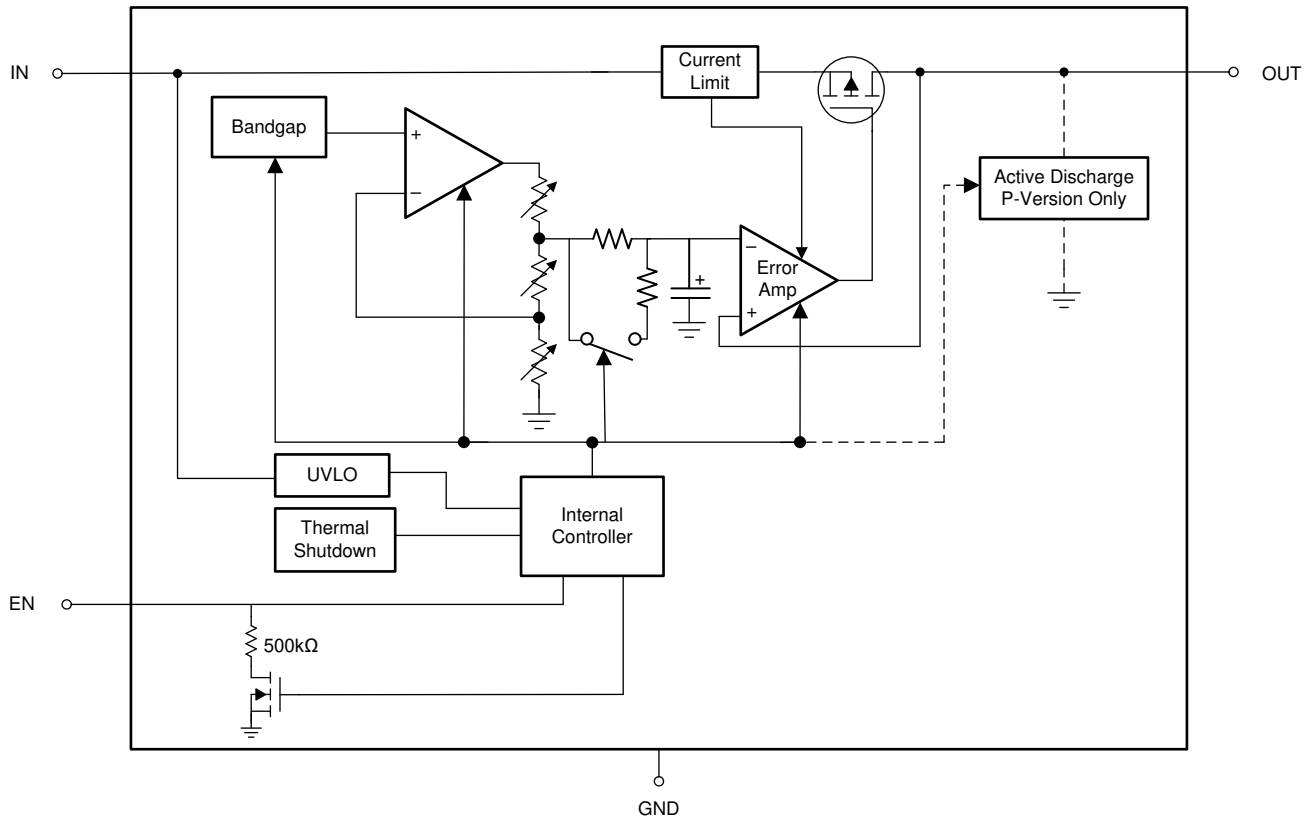 IN
Current
Limit
OUT
Bandgap
+
−
Active Discharge
P-Version Only
−
Error
Amp
+
+
UVLO
Thermal
Shutdown
Internal
Controller
EN
500kΩ
GND